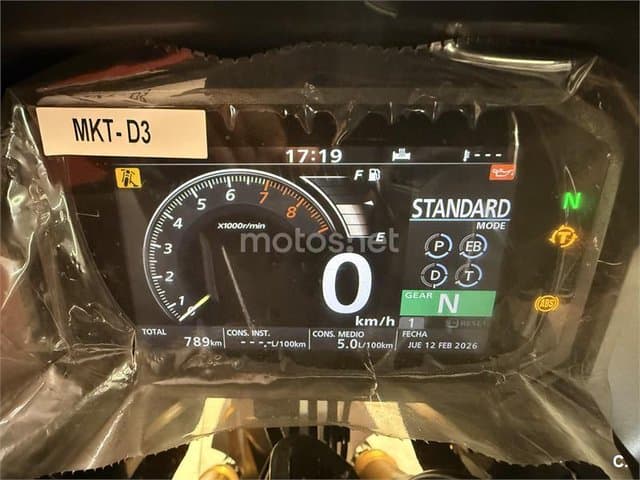 MKT-D3
17:19
---
F
STANDARD
MODE
1 2 3 4 5 6 7 8
X1000r/min
motos.net
P EB
D T
E
0
km/h
GEAR N
1 RESET
TOTAL
789km
CONS. INST.
---.-L/100km
CONS. MEDIO
5.0L/100km
FECHA
JUE 12 FEB 2026
N
T
ABS
0
C.